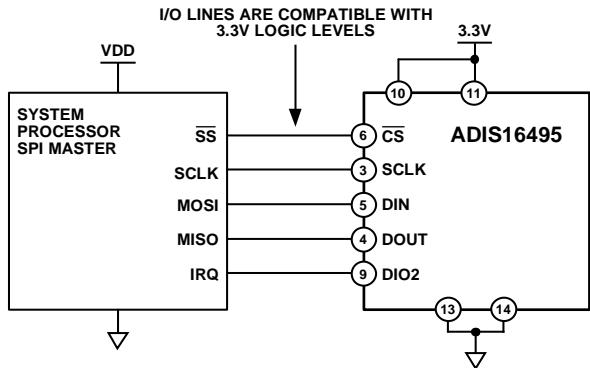 I/O LINES ARE COMPATIBLE WITH
3.3V LOGIC LEVELS
VDD
3.3V
10
11
SYSTEM
PROCESSOR
SPI MASTER
ADIS16495
SS
6
CS
SCLK
3
SCLK
MOSI
5
DIN
MISO
4
DOUT
IRQ
9
DIO2
13
14